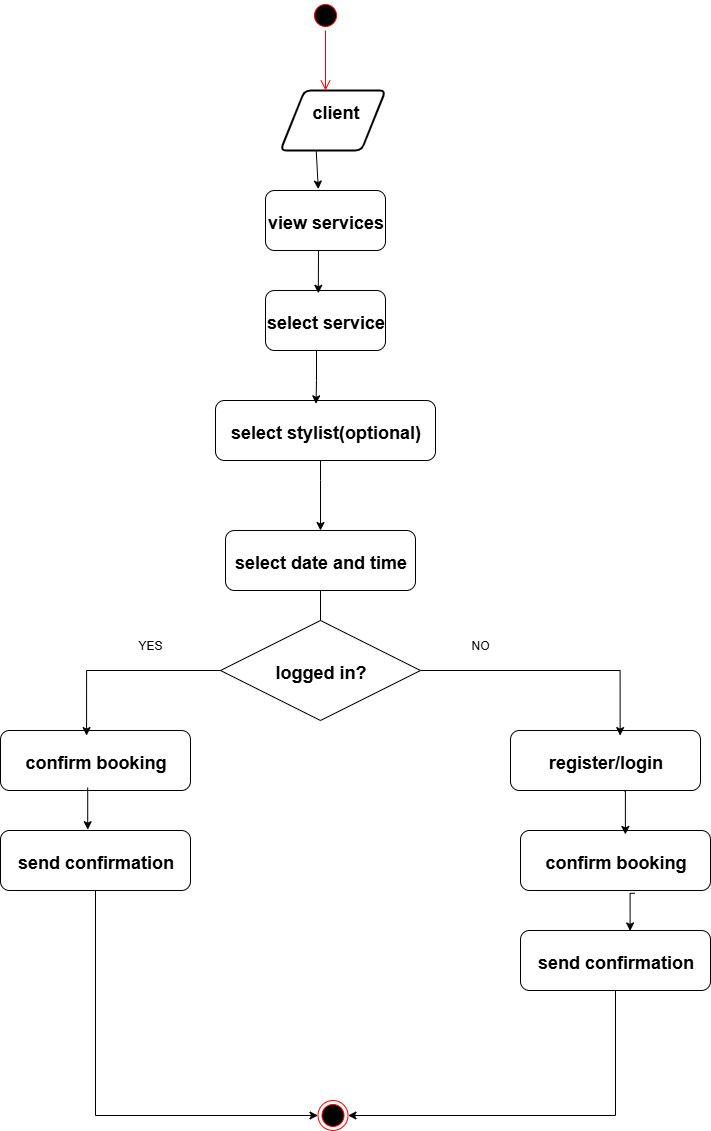 client
view services
select service
select stylist(optional)
select date and time
logged in?
YES
NO
confirm booking
send confirmation
register/login
confirm booking
send confirmation